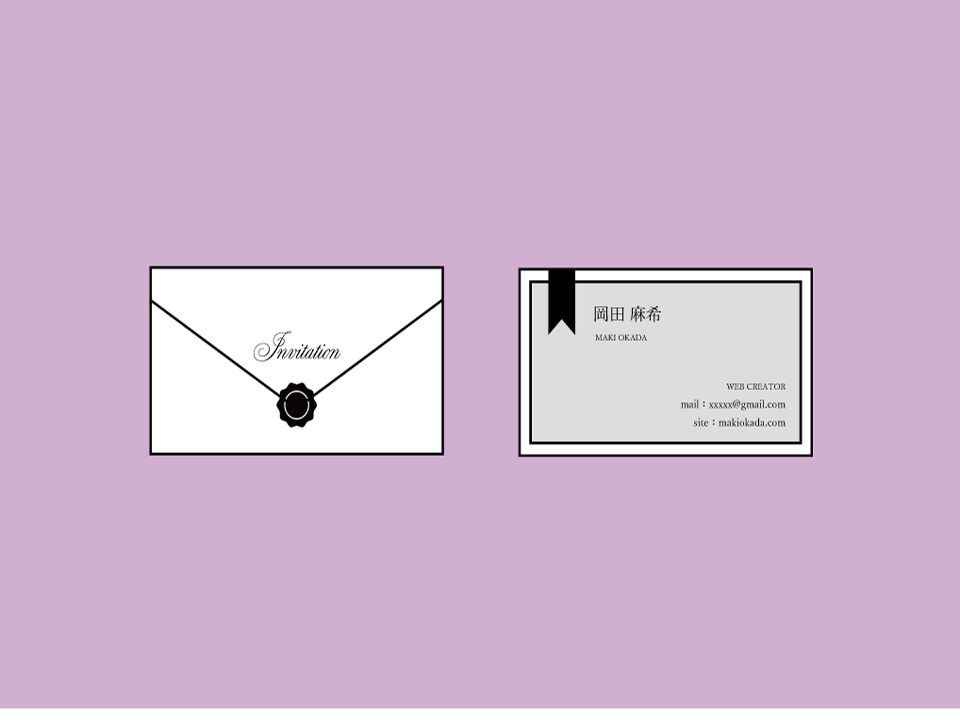 Invitation
岡田 麻希
MAKI OKADA
WEB CREATOR
mail：xxxxx@gmail.com
site：makiokada.com